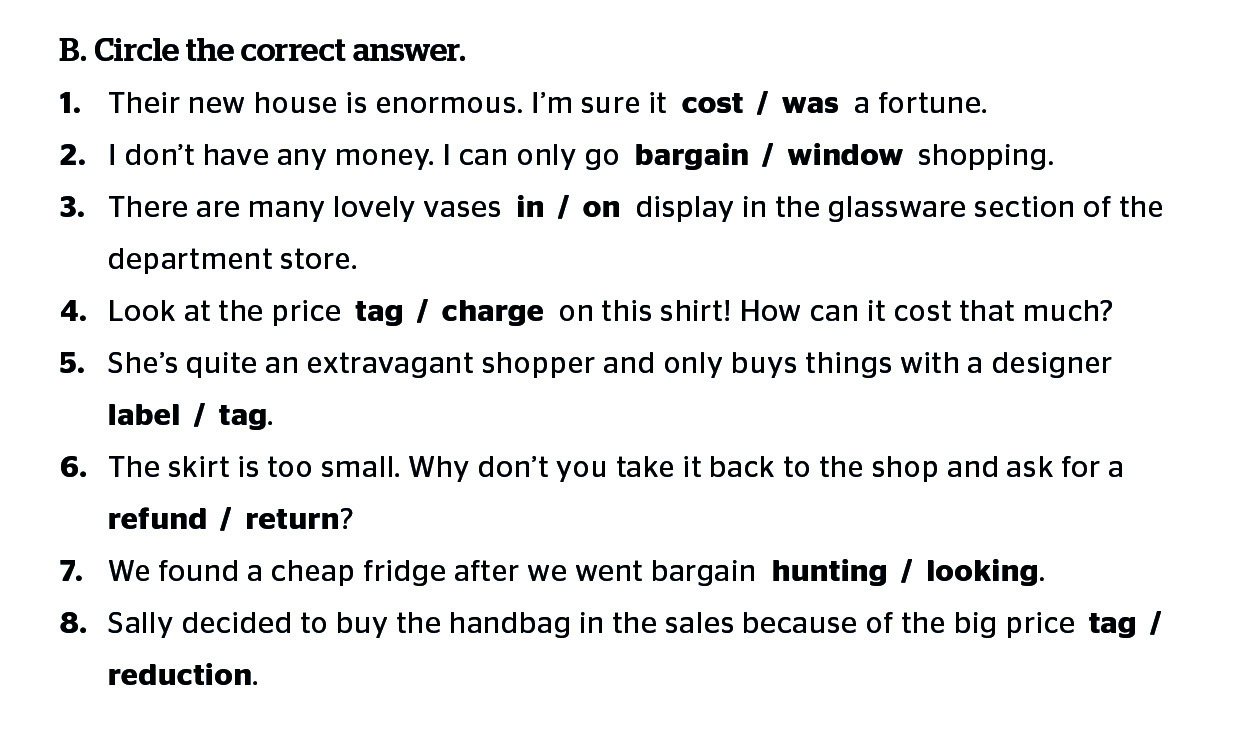 B. Circle the correct answer.
1. Their new house is enormous. I’m sure it cost / was a fortune.
2. I don’t have any money. I can only go bargain / window shopping.
3. There are many lovely vases in / on display in the glassware section of the
department store.
4. Look at the price tag / charge on this shirt! How can it cost that much?
5. She’s quite an extravagant shopper and only buys things with a designer
label / tag.
6. The skirt is too small. Why don’t you take it back to the shop and ask for a
refund / return?
7. We found a cheap fridge after we went bargain hunting / looking.
8. Sally decided to buy the handbag in the sales because of the big price tag /
reduction.